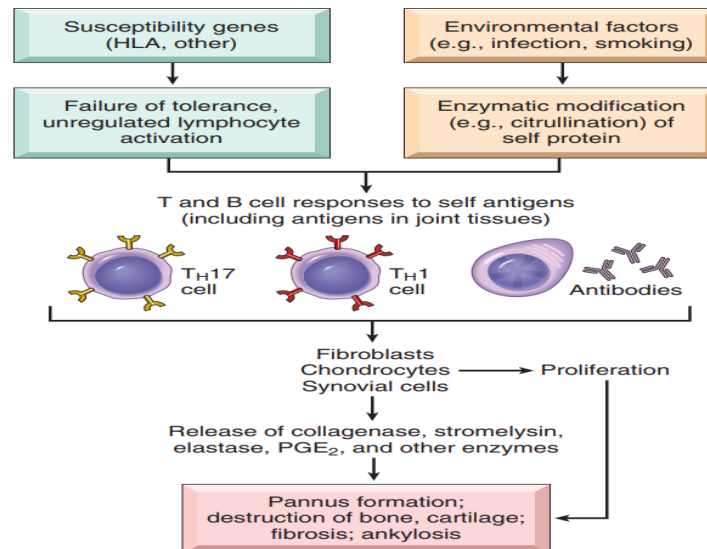 Susceptibility genes
(HLA, other)
Environmental factors
(e.g., infection, smoking)
Failure of tolerance,
unregulated lymphocyte
activation
Enzymatic modification
(e.g., citrullination) of
self protein
T and B cell responses to self antigens
(including antigens in joint tissues)
TH17
cell
TH1
cell
Antibodies
Fibroblasts
Chondrocytes
Synovial cells
Proliferation
Release of collagenase, stromelysin,
elastase, PGE2, and other enzymes
Pannus formation;
destruction of bone, cartilage;
fibrosis; ankylosis